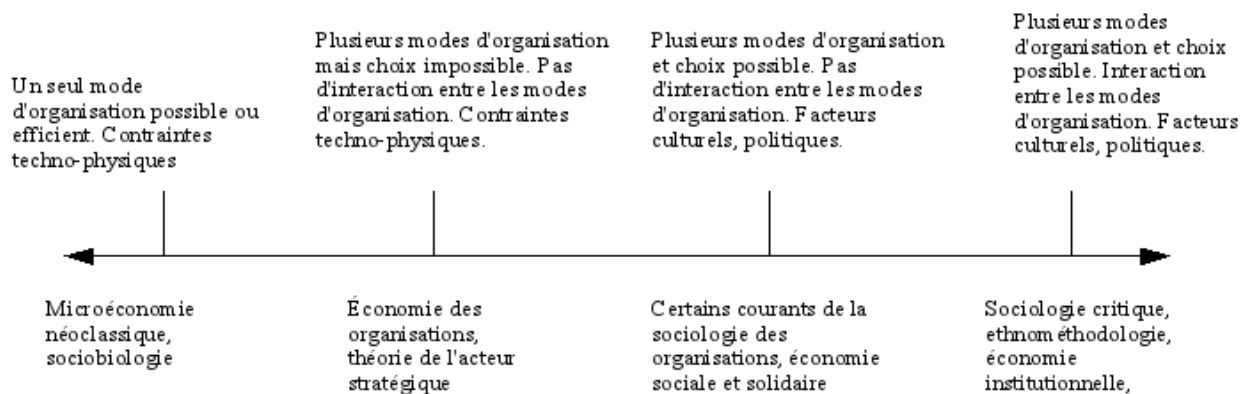 Un seul mode
d'organisation possible ou
efficient. Contraintes
techno-physiques
Plusieurs modes d'organisation
mais choix impossible. Pas
d'interaction entre les modes
d'organisation. Contraintes
techno-physiques.
Plusieurs modes d'organisation
et choix possible. Pas
d'interaction entre les modes
d'organisation. Facteurs
culturels, politiques.
Plusieurs modes
d'organisation et choix
possible. Interaction
entre les modes
d'organisation. Facteurs
culturels, politiques.
Microéconomie
néoclassique,
sociobiologie
Économie des
organisations,
théorie de l'acteur
stratégique
Certains courants de la
sociologie des
organisations, économie
sociale et solidaire
Sociologie critique,
ethnométhodologie,
économie
institutionnelle,